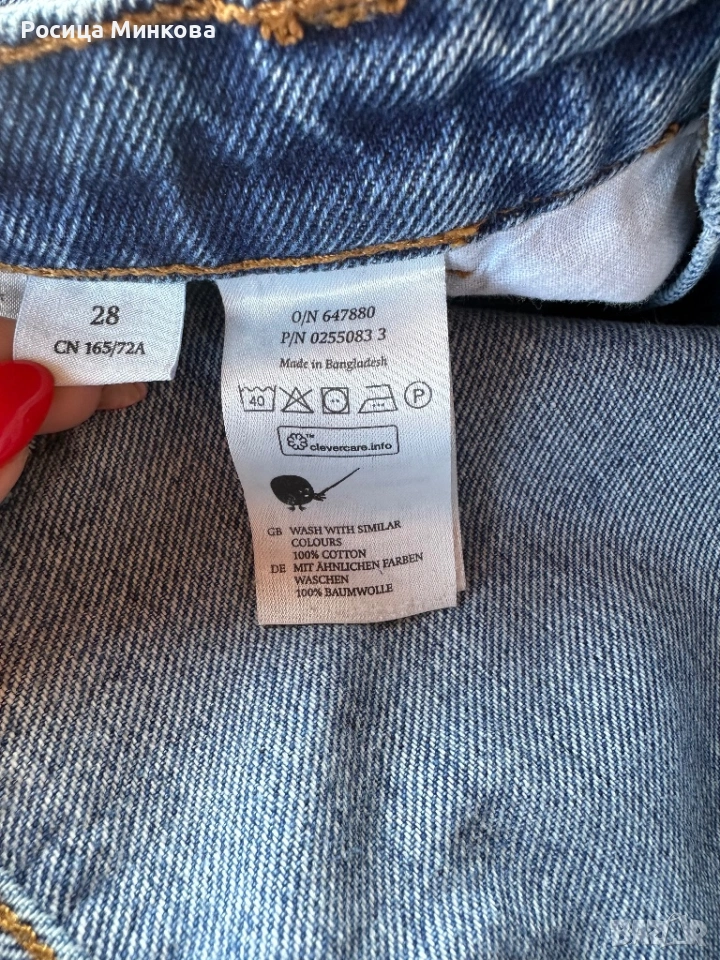 Росица Минкова
28
CN 165/72A
O/N 647880
P/N 0255083 3
Made in Bangladesh
40
P
™
clevercare.info
GB WASH WITH SIMILAR
COLOURS
100% COTTON
DE MIT ÄHNLICHEN FARBEN
WASCHEN
100% BAUMWOLLE